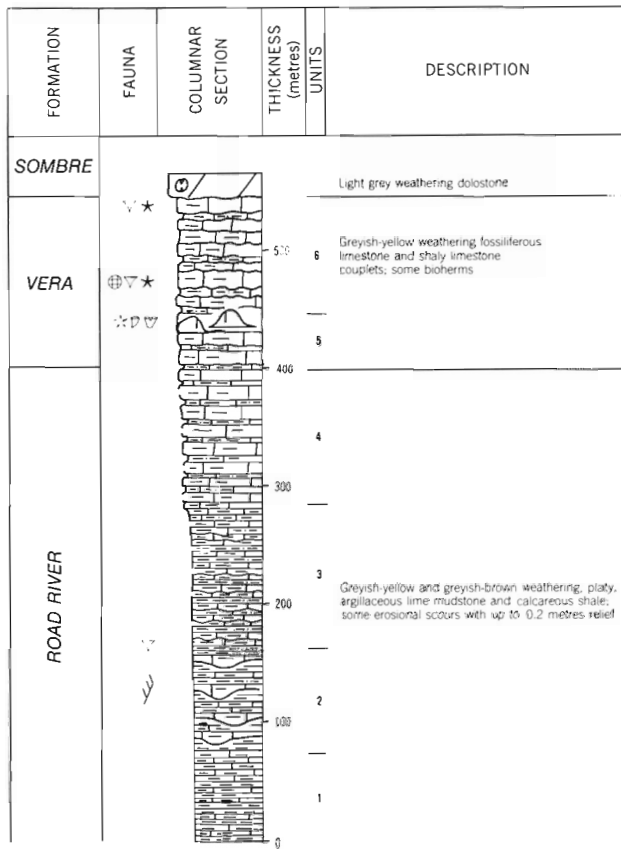 FORMATION
FAUNA
COLUMNAR SECTION
THICKNESS (metres)
UNITS
DESCRIPTION
SOMBRE
Light grey weathering dolostone
VERA
500
6
Greyish-yellow weathering fossiliferous
limestone and shaly limestone
couplets; some bioherms
5
400
ROAD RIVER
4
300
3
Greyish-yellow and greyish-brown weathering, platy,
argillaceous lime mudstone and calcareous shale;
some erosional scours with up to 0.2 metres relief
200
2
100
1
0